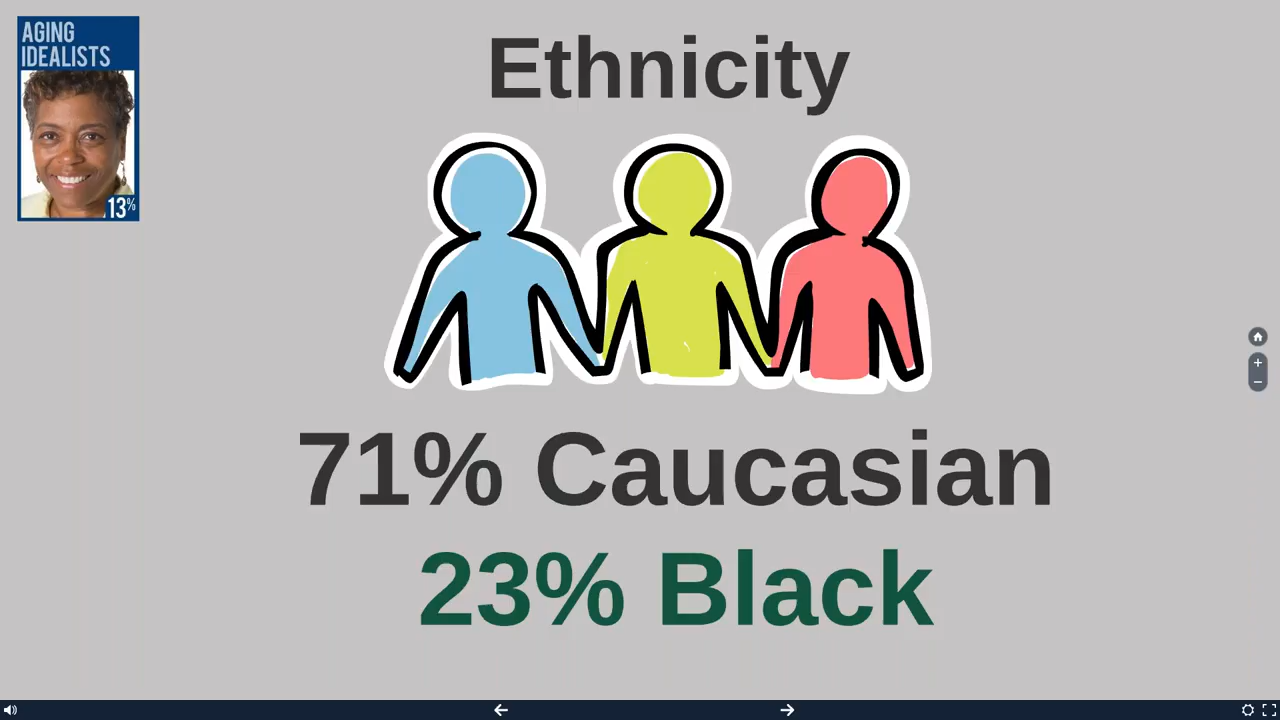 AGING
IDEALISTS
13%
Ethnicity
71% Caucasian
23% Black